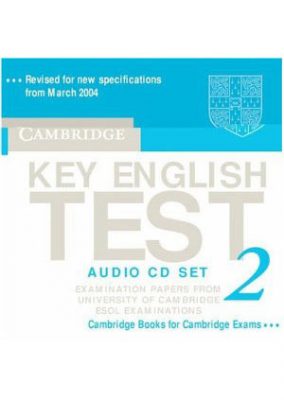 ••• Revised for new specifications
from March 2004
CAMBRIDGE
KEY ENGLISH
TEST
AUDIO CD SET
2
EXAMINATION PAPERS FROM
UNIVERSITY OF CAMBRIDGE
ESOL EXAMINATIONS
Cambridge Books for Cambridge Exams •••